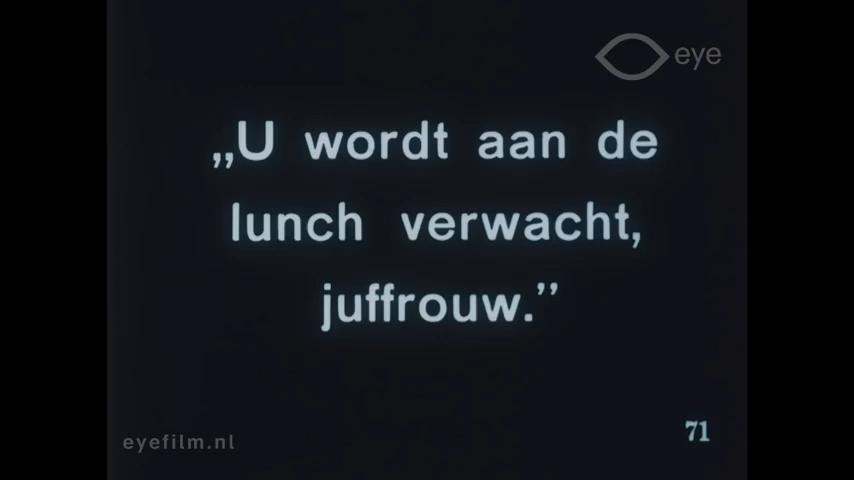 eye
„U wordt aan de
lunch verwacht,
juffrouw.”
71
eyefilm.nl